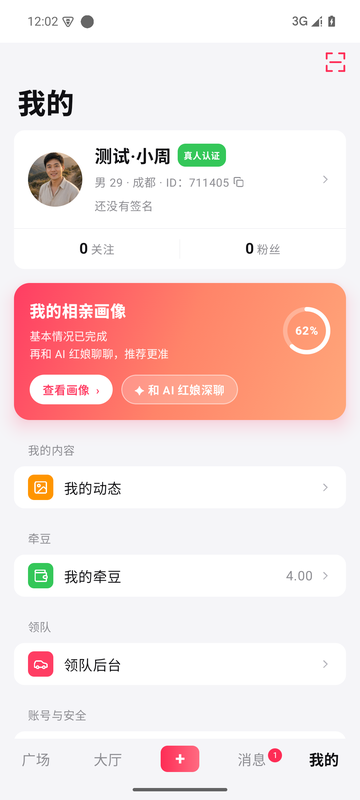 12:02
3G
我的
测试·小周 真人认证
男 29 · 成都 · ID：711405
还没有签名
0 关注 0 粉丝
我的相亲画像
基本情况已完成
再和 AI 红娘聊聊，推荐更准
62%
查看画像 ›
和 AI 红娘深聊
我的内容
我的动态
牵豆
我的牵豆 4.00
领队
领队后台
账号与安全
广场 大厅 + 消息 1 我的